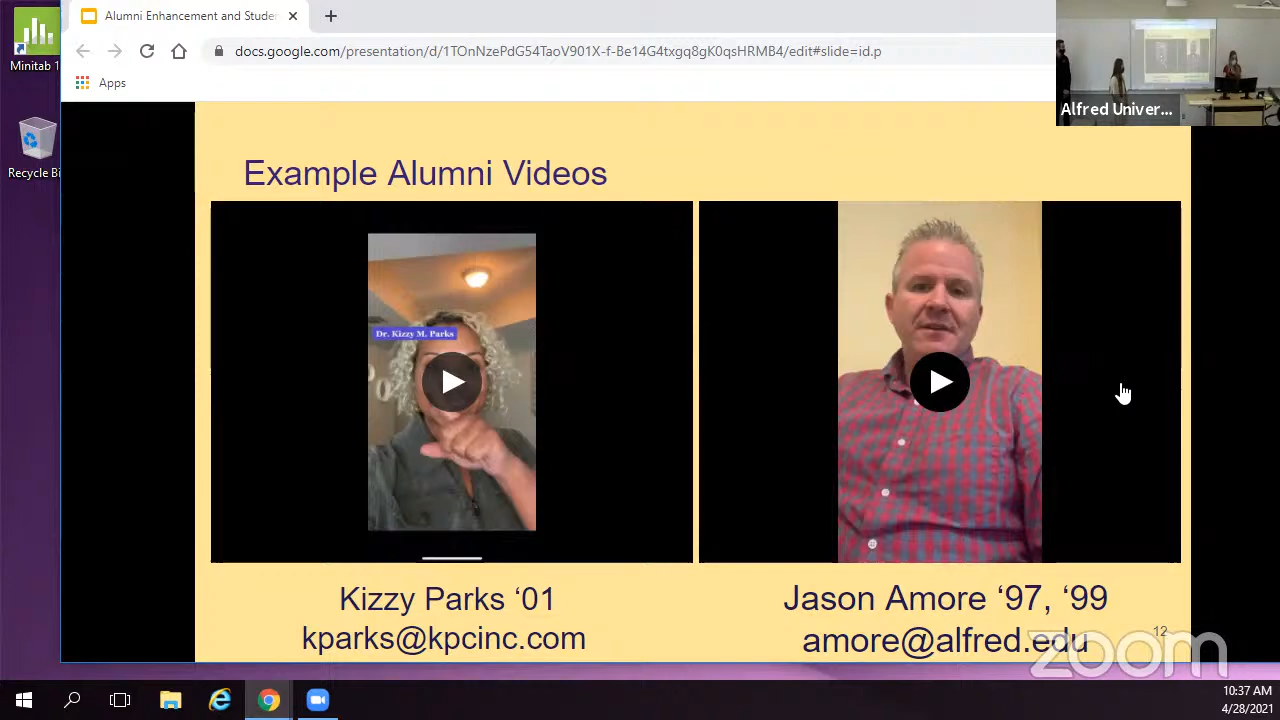 Alumni Enhancement and Stude
docs.google.com/presentation/d/1TOnNzePtG54TaoV901X-f-Be14G4txgq8gK0qsHRMB4/edit#slide=id.p
Apps
Minitab 1
Recycle Bi
Alfred Univer...
Example Alumni Videos
Dr. Kizzy M. Parks
Kizzy Parks ‘01
kparks@kpcinc.com
Jason Amore ‘97, ‘99
amore@alfred.edu
12
zoom
10:37 AM
4/28/2021